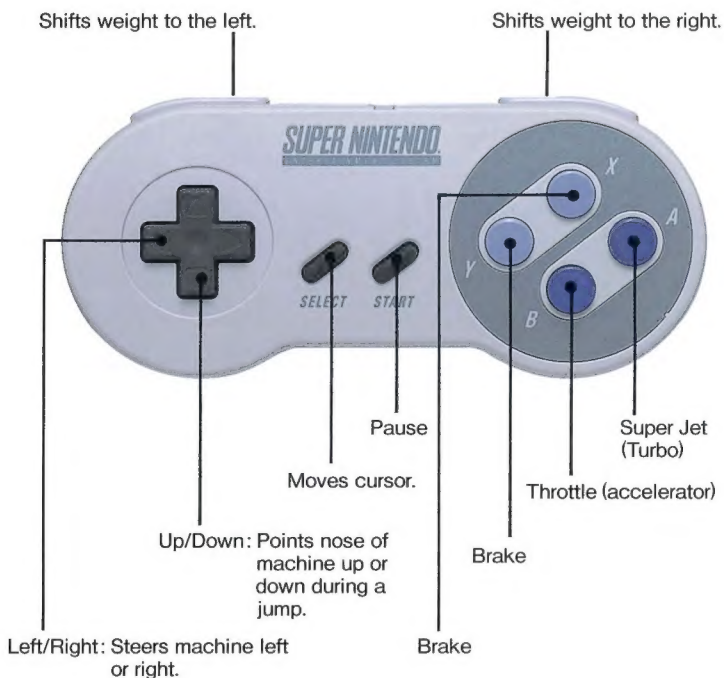 Shifts weight to the left.
Shifts weight to the right.
SUPER NINTENDO
X
A
Y
B
SELECT
START
Pause
Super Jet
(Turbo)
Moves cursor.
Throttle (accelerator)
Up/Down: Points nose of
machine up or
down during a
jump.
Brake
Left/Right: Steers machine left
or right.
Brake